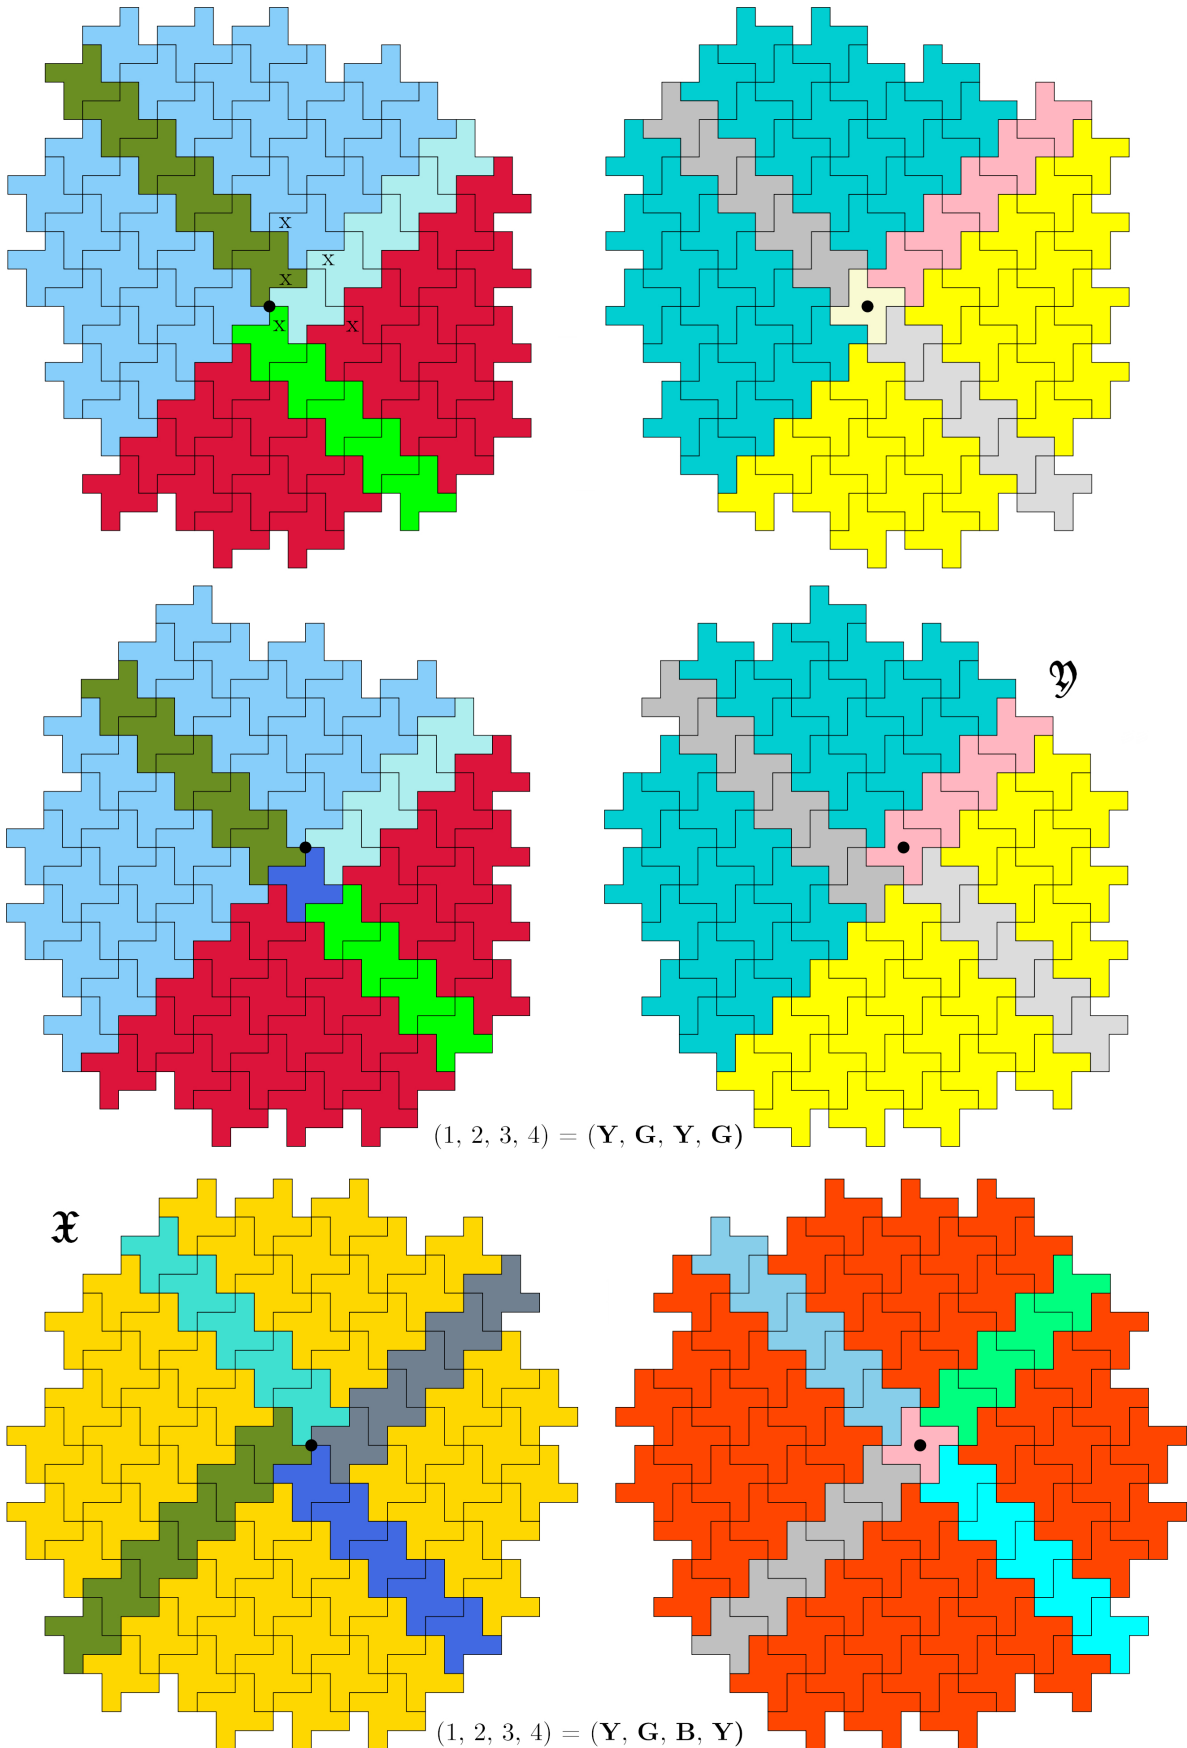 x
x
x
x x
𝔜
(1, 2, 3, 4) = (Y, G, Y, G)
𝔛
(1, 2, 3, 4) = (Y, G, B, Y)